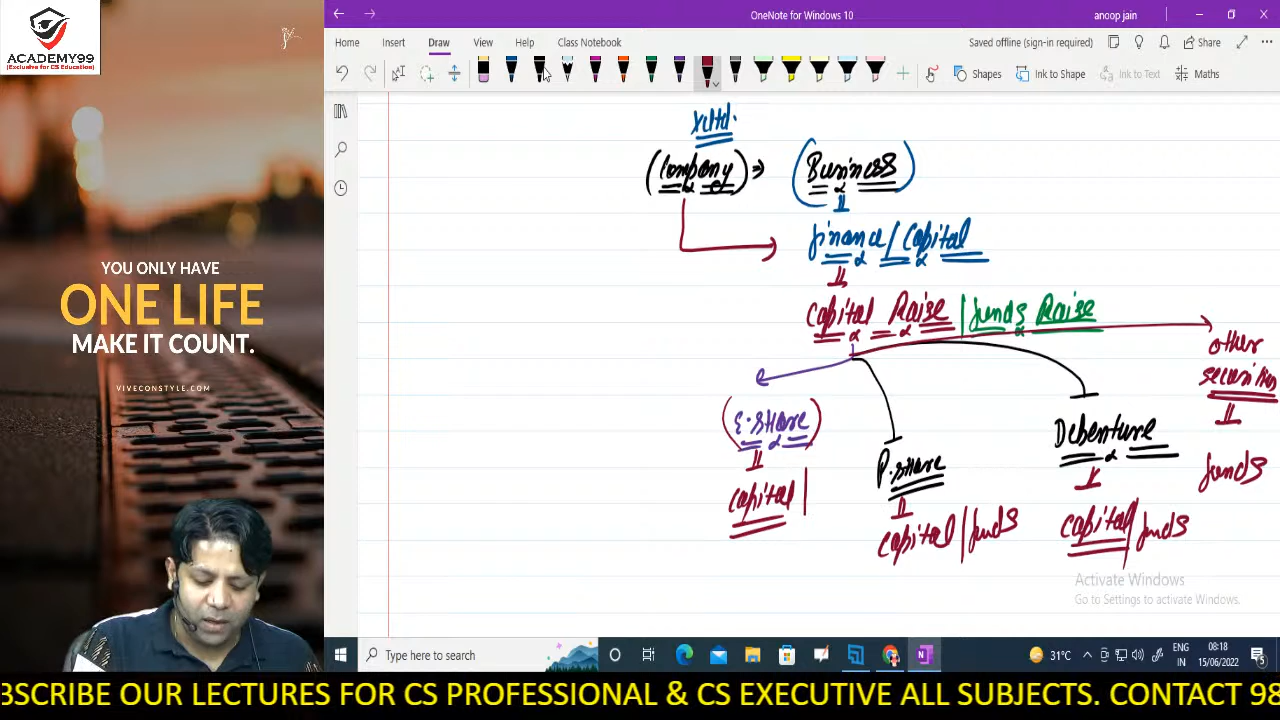 ACADEMY99
(Exclusive for CS Education)
YOU ONLY HAVE
ONE LIFE
MAKE IT COUNT.
VIVECONSTYLE.COM
OneNote for Windows 10
anoop jain
Home Insert Draw View Help Class Notebook
Saved offline (sign-in required)
Share
Shapes
Ink to Shape
Ink to Text
Maths
X Ltd.
(Company) ⇒ (Business)
finance/Capital
Capital Raise | funds Raise
other
securities
funds
(E.Share)
capital |
P.share
capital/funds
Debenture
capital/funds
Activate Windows
Go to Settings to activate Windows.
Type here to search
31°C
ENG
IN
08:18
15/06/2022
5
BSCRIBE OUR LECTURES FOR CS PROFESSIONAL & CS EXECUTIVE ALL SUBJECTS. CONTACT 98